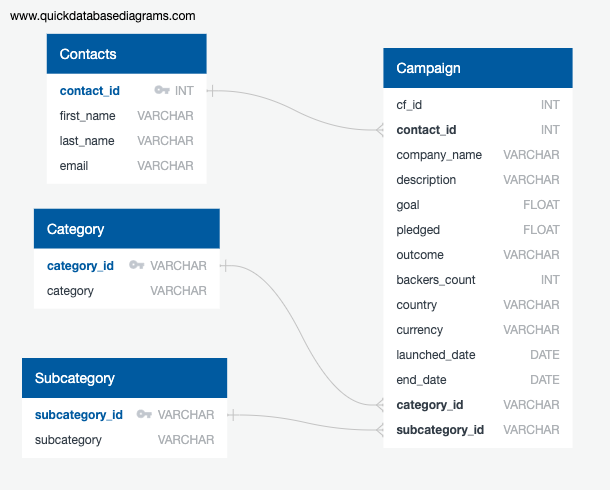 www.quickdatabasediagrams.com
Contacts
contact_id INT
first_name VARCHAR
last_name VARCHAR
email VARCHAR
Category
category_id VARCHAR
category VARCHAR
Subcategory
subcategory_id VARCHAR
subcategory VARCHAR
Campaign
cf_id INT
contact_id INT
company_name VARCHAR
description VARCHAR
goal FLOAT
pledged FLOAT
outcome VARCHAR
backers_count INT
country VARCHAR
currency VARCHAR
launched_date DATE
end_date DATE
category_id VARCHAR
subcategory_id VARCHAR